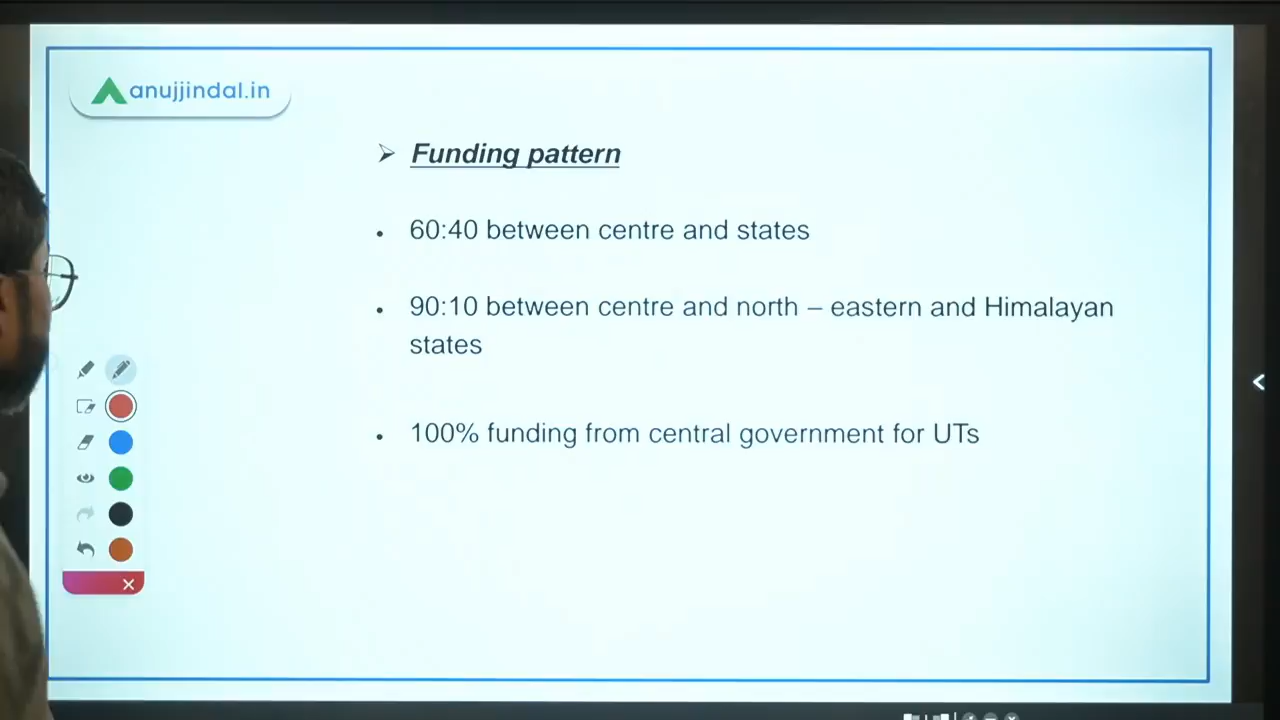 anujjindal.in
➢ Funding pattern
• 60:40 between centre and states
• 90:10 between centre and north – eastern and Himalayan
states
• 100% funding from central government for UTs